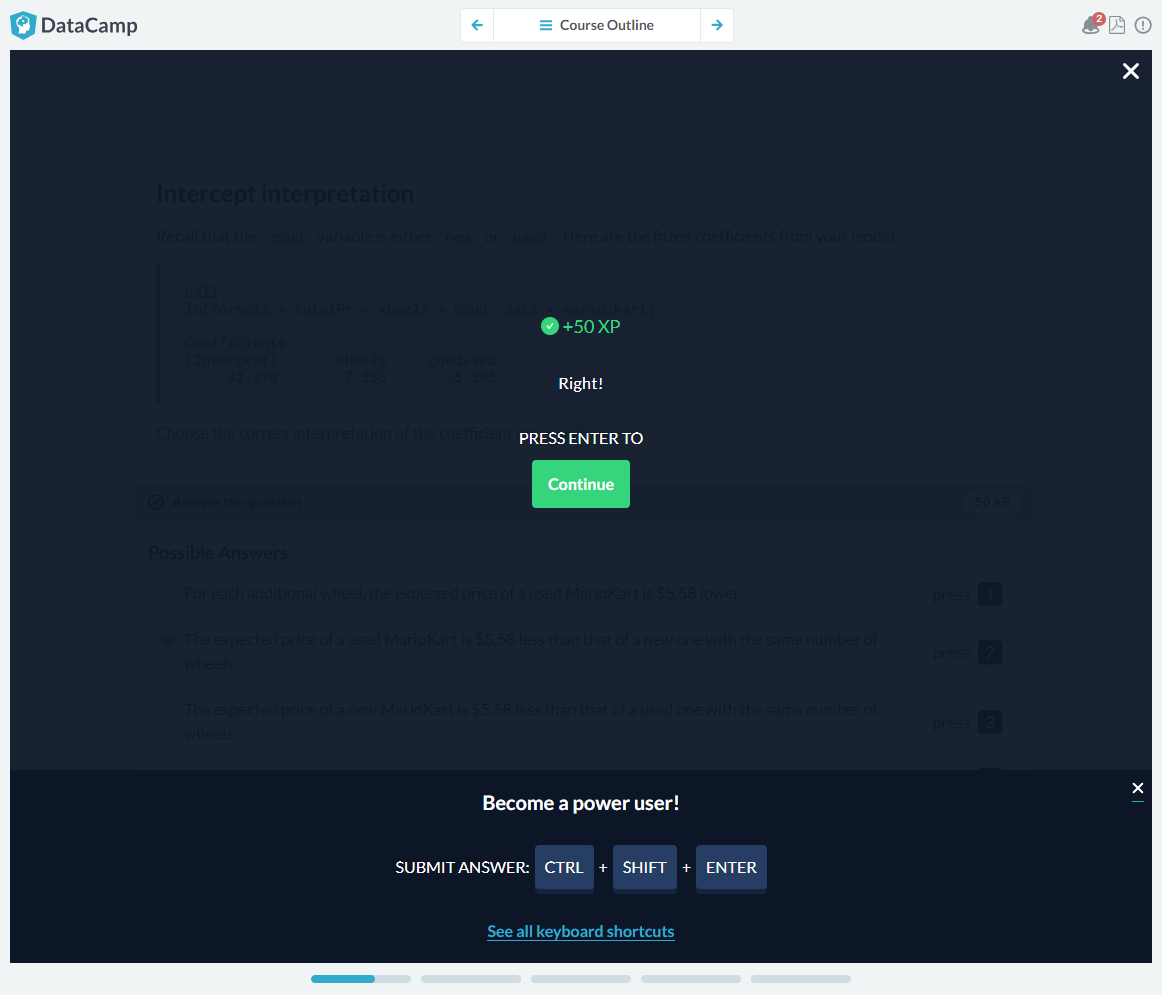 DataCamp
Course Outline
2
Intercept interpretation
Recall that the cond variable is either new or used. Here are the fitted coefficients from your model:
Call:
lm(formula = totalPr ~ wheels + cond, data = mario_kart)
+50 XP
Coefficients:
(Intercept) wheels condused
42.370 7.233 -5.585
Right!
Choose the correct interpretation of the coefficient
PRESS ENTER TO
Continue
Answer the question
50 XP
Possible Answers
For each additional wheel, the expected price of a used MarioKart is $5.58 lower.
press 1
The expected price of a used MarioKart is $5.58 less than that of a new one with the same number of
wheels.
press 2
The expected price of a new MarioKart is $5.58 less than that of a used one with the same number of
wheels.
press 3
Become a power user!
SUBMIT ANSWER: CTRL + SHIFT + ENTER
See all keyboard shortcuts